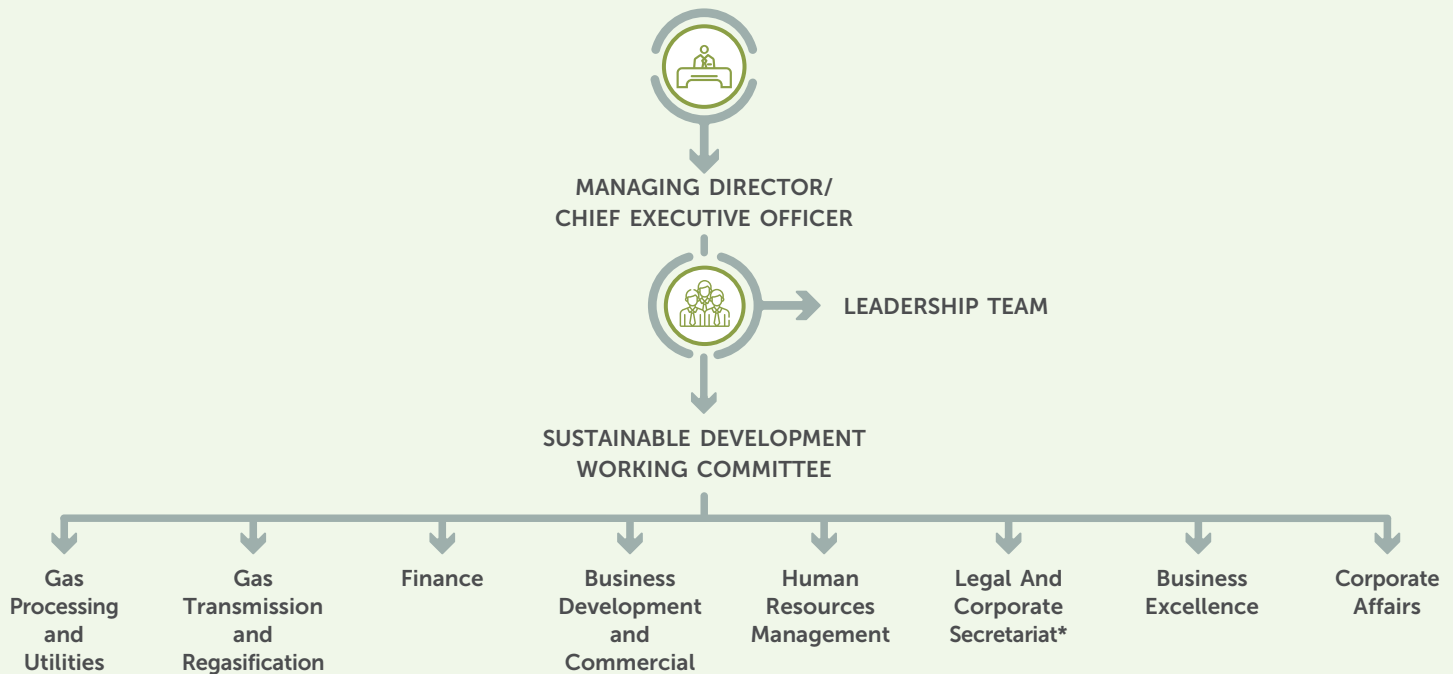 MANAGING DIRECTOR/
CHIEF EXECUTIVE OFFICER
LEADERSHIP TEAM
SUSTAINABLE DEVELOPMENT
WORKING COMMITTEE
Gas
Processing
and
Utilities
Gas
Transmission
and
Regasification
Finance
Business
Development
and
Commercial
Human
Resources
Management
Legal And
Corporate
Secretariat*
Business
Excellence
Corporate
Affairs